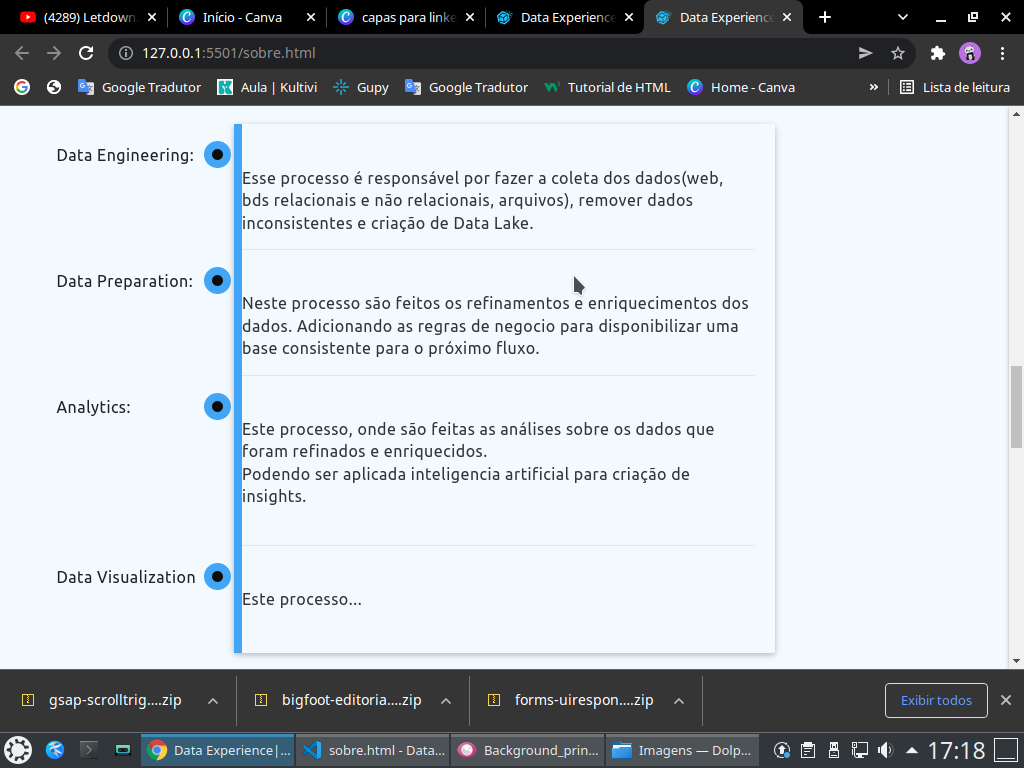 (4289) Letdown
Início - Canva
capas para linke
Data Experience
Data Experience
127.0.0.1:5501/sobre.html
Google Tradutor
Aula | Kultivi
Gupy
Google Tradutor
Tutorial de HTML
Home - Canva
»
Lista de leitura
Data Engineering:
Esse processo é responsável por fazer a coleta dos dados(web,
bds relacionais e não relacionais, arquivos), remover dados
inconsistentes e criação de Data Lake.
Data Preparation:
Neste processo são feitos os refinamentos e enriquecimentos dos
dados. Adicionando as regras de negocio para disponibilizar uma
base consistente para o próximo fluxo.
Analytics:
Este processo, onde são feitas as análises sobre os dados que
foram refinados e enriquecidos.
Podendo ser aplicada inteligencia artificial para criação de
insights.
Data Visualization
Este processo...
gsap-scrolltrig....zip
bigfoot-editoria....zip
forms-uirespon....zip
Exibir todos
Data Experience|...
sobre.html - Data...
Background_prin...
Imagens — Dolp...
17:18